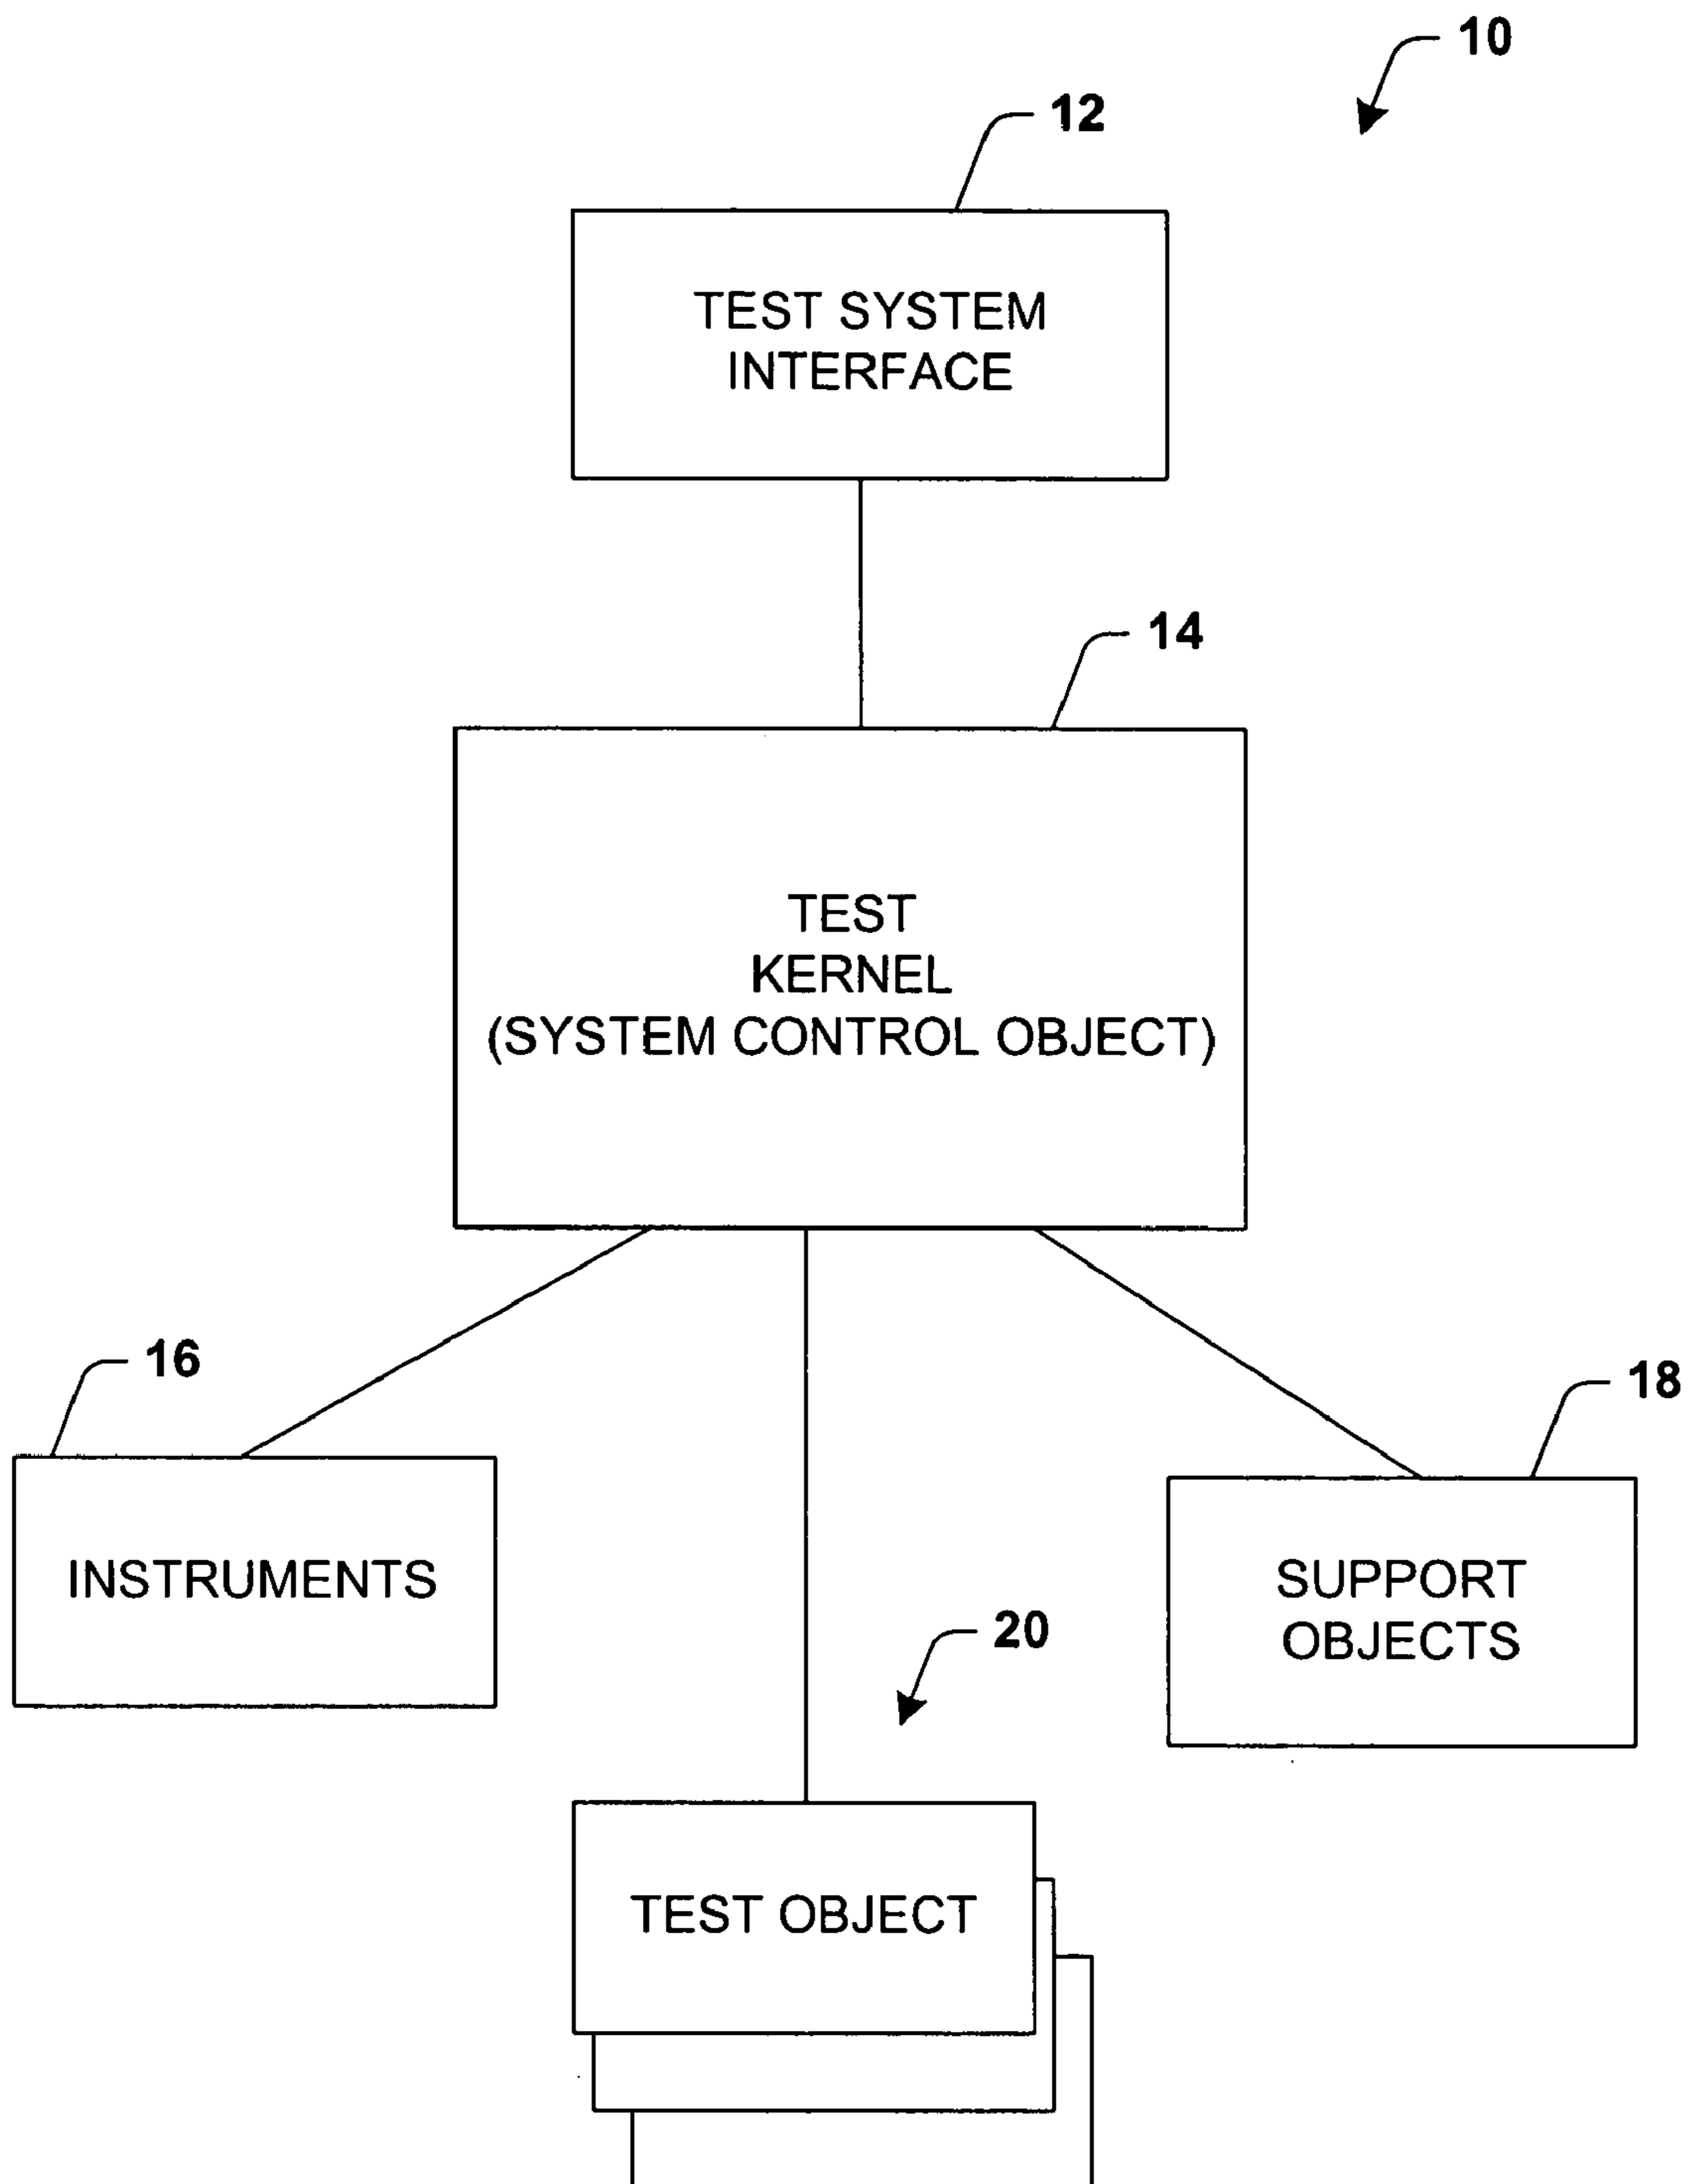 10
12
TEST SYSTEM
INTERFACE
14
TEST
KERNEL
(SYSTEM CONTROL OBJECT)
16
18
INSTRUMENTS
SUPPORT
OBJECTS
20
TEST OBJECT